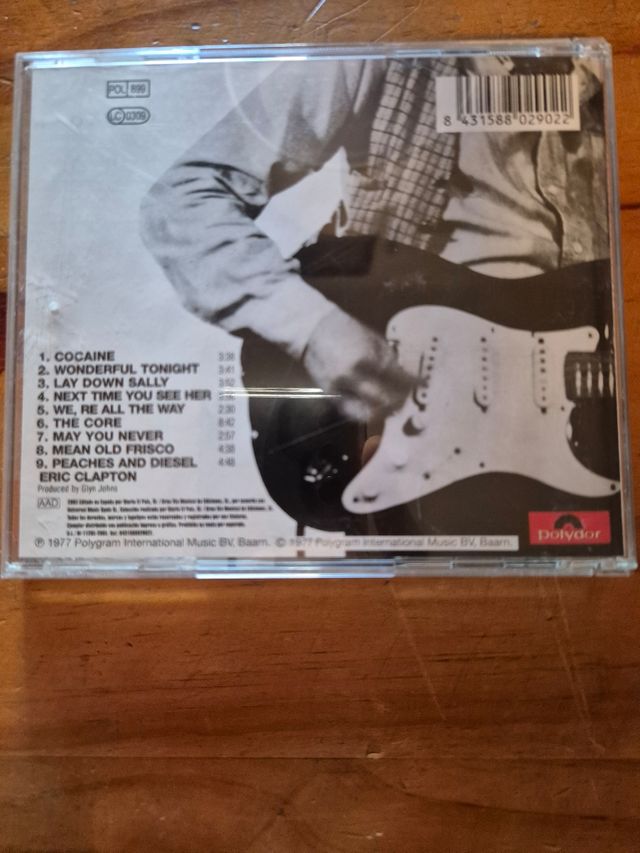 POL 899
LC 0309
8 431588 029022
1. COCAINE 3:36
2. WONDERFUL TONIGHT 3:41
3. LAY DOWN SALLY 3:52
4. NEXT TIME YOU SEE HER
5. WE, RE ALL THE WAY 2:30
6. THE CORE 8:42
7. MAY YOU NEVER 2:57
8. MEAN OLD FRISCO 4:38
9. PEACHES AND DIESEL 4:48
ERIC CLAPTON
Produced by Glyn Johns
AAD
℗ 1977 Polygram International Music BV, Baarn. © 1977 Polygram International Music BV, Baarn.
polydor